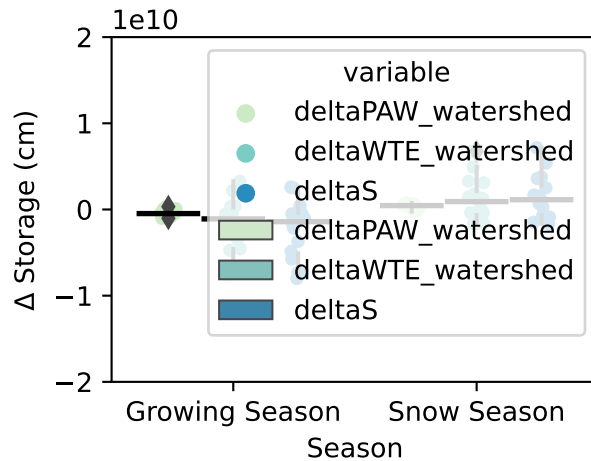 1e10
2
1
0
−1
−2
Δ Storage (cm)
variable
deltaPAW_watershed
deltaWTE_watershed
deltaS
deltaPAW_watershed
deltaWTE_watershed
deltaS
Growing Season
Snow Season
Season